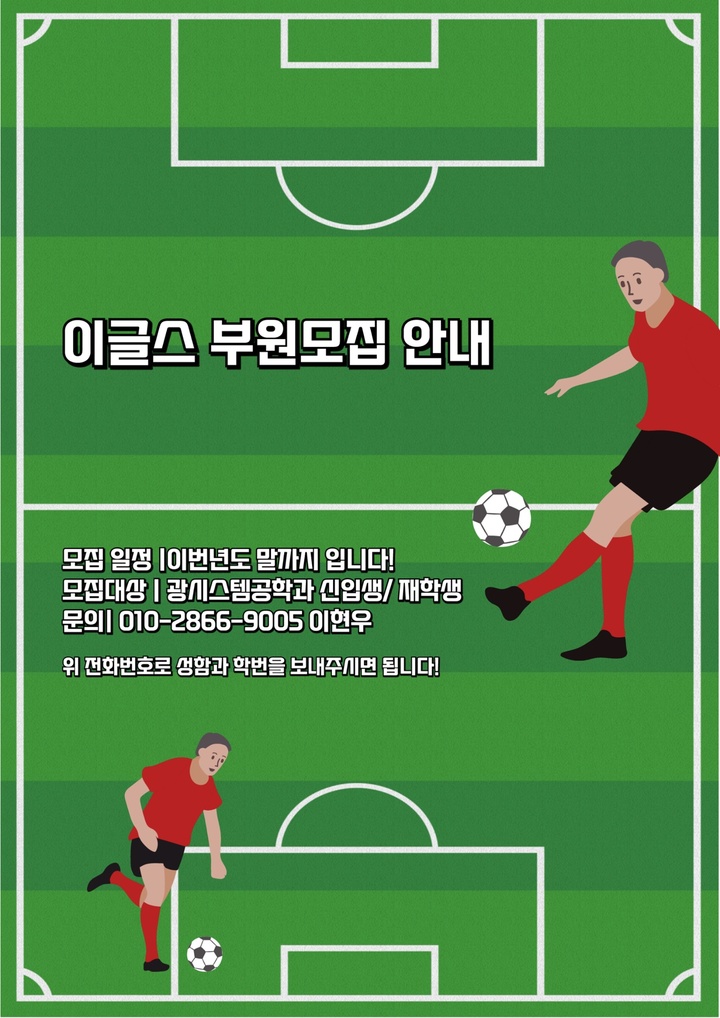 이글스 부원모집 안내
모집 일정 |이번년도 말까지 입니다!
모집대상 | 광시스템공학과 신입생/ 재학생
문의| 010-2866-9005 이현우
위 전화번호로 성함과 학번을 보내주시면 됩니다!